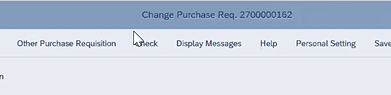 Change Purchase Req. 2700000162
Other Purchase Requisition Check Display Messages Help Personal Setting Save
n